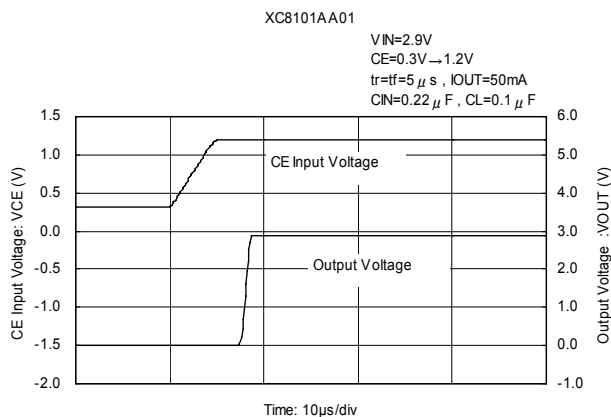 XC8101AA01
VIN=2.9V
CE=0.3V→1.2V
tr=tf=5μs , IOUT=50mA
CIN=0.22μF , CL=0.1μF
CE Input Voltage: VCE (V)
1.5
1.0
0.5
0.0
-0.5
-1.0
-1.5
-2.0
CE Input Voltage
Output Voltage
6.0
5.0
4.0
3.0
2.0
1.0
0.0
-1.0
Output Voltage :VOUT (V)
Time: 10μs/div